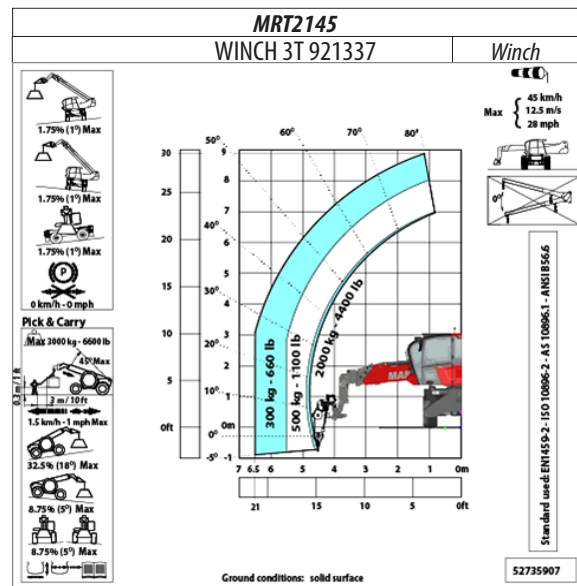 MRT2145
WINCH 3T 921337
Winch
1.75% (1°) Max
1.75% (1°) Max
1.75% (1°) Max
P
0 km/h - 0 mph
Pick & Carry
Max 3000 kg - 6600 lb
45° Max
0.3 m / 1 ft
3 m / 10 ft
1.5 km/h - 1 mph Max
32.5% (18°) Max
8.75% (5°) Max
8.75% (5°) Max
45 km/h
Max { 12.5 m/s
28 mph
0°
50° 60° 70° 80°
40°
30°
20°
10°
0°
-5°
30
25
20
15
10
5
0ft
9
8
7
6
5
4
3
2
1
0m
-1
300 kg - 660 lb
500 kg - 1100 lb
2000 kg - 4400 lb
MAN
7 6.5 6 5 4 3 2 1 0m
21 15 10 5 0ft
Standard used: EN1459-2 - ISO 10896-2 - AS 10896.1 - ANSI B56.6
Ground conditions: solid surface
52735907